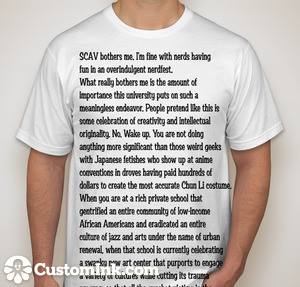 SCAV bothers me. I'm fine with nerds having
fun in an overindulgent nerdfest.
What really bothers me is the amount of
importance this university puts on such a
meaningless endeavor. People pretend like this is
some celebration of creativity and intellectual
originality. No. Wake up. You are not doing
anything more significant than those weird geeks
with Japanese fetishes who show up at anime
conventions in droves having paid hundreds of
dollars to create the most accurate Chun Li costume.
When you are at a rich private school that
gentrified an entire community of low-income
African Americans and eradicated an entire
culture of jazz and arts under the name of urban
renewal, when that school is currently celebrating
a new art center that purports to engage
a variety of cultures while cutting its trauma
so that all the
Customink.com